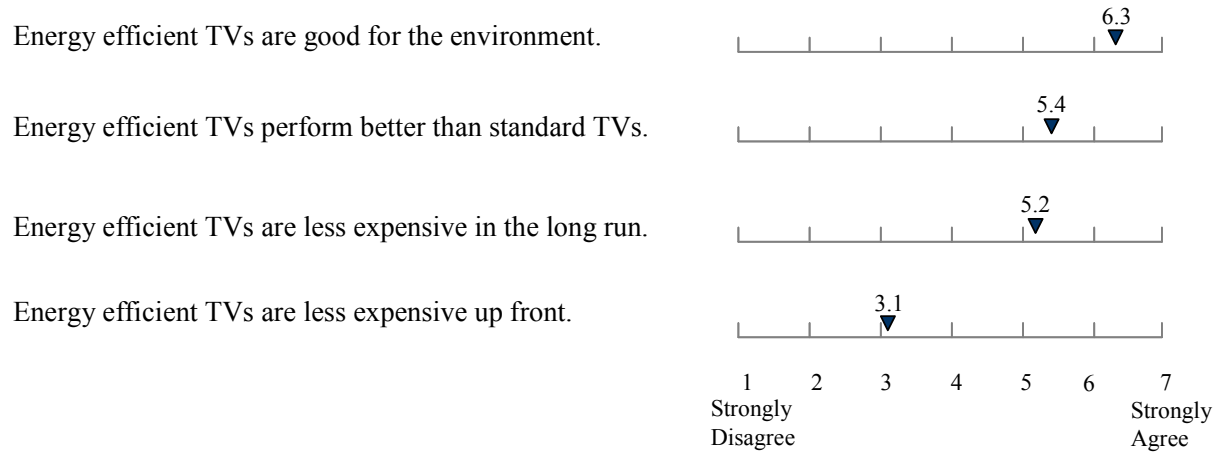 6.3
Energy efficient TVs are good for the environment.
5.4
Energy efficient TVs perform better than standard TVs.
5.2
Energy efficient TVs are less expensive in the long run.
3.1
Energy efficient TVs are less expensive up front.
1 2 3 4 5 6 7
Strongly Strongly
Disagree Agree